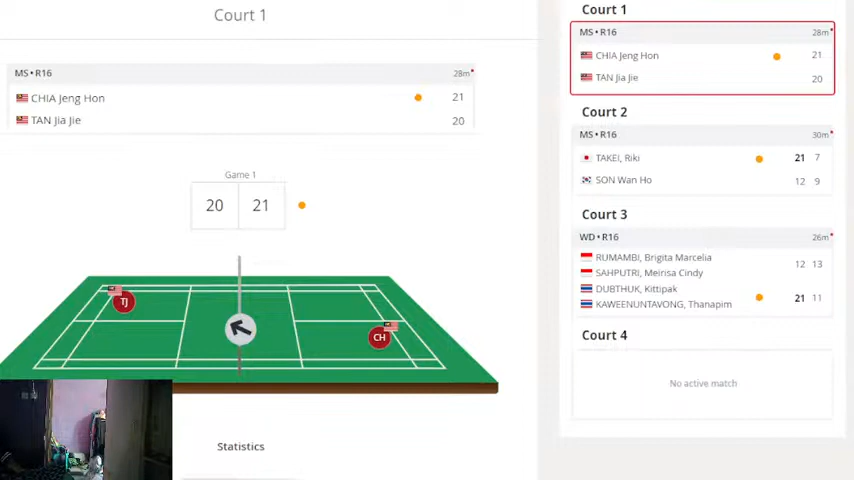 Court 1
MS • R16 28m
CHIA Jeng Hon 21
TAN Jia Jie 20
Game 1
20 21
TJ
CH
Statistics
Court 1
MS • R16 28m
CHIA Jeng Hon 21
TAN Jia Jie 20
Court 2
MS • R16 30m
TAKEI, Riki 21 7
SON Wan Ho 12 9
Court 3
WD • R16 26m
RUMAMBI, Brigita Marcelia 12 13
SAHPUTRI, Meirisa Cindy
DUBTHUK, Kittipak 21 11
KAWEENUNTAVONG, Thanapim
Court 4
No active match